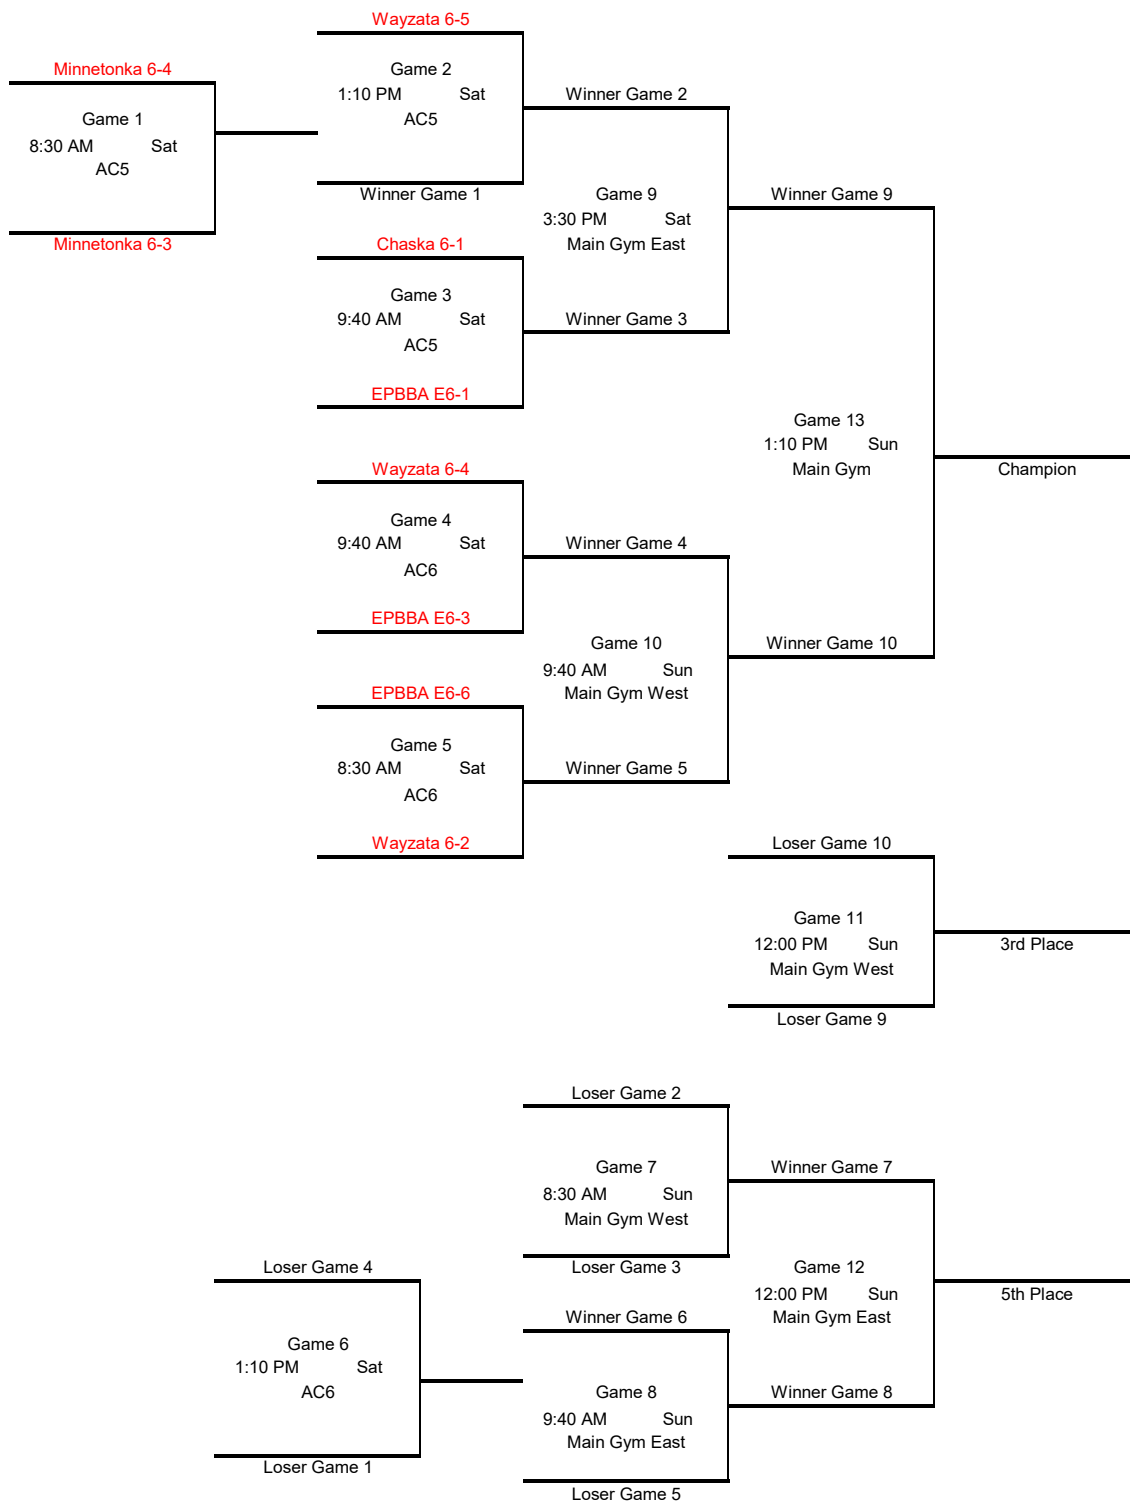 Wayzata 6-5
Minnetonka 6-4
Game 2
1:10 PM Sat
AC5
Winner Game 2
Game 1
8:30 AM Sat
AC5
Winner Game 1
Game 9
3:30 PM Sat
Main Gym East
Winner Game 9
Minnetonka 6-3
Chaska 6-1
Game 3
9:40 AM Sat
AC5
Winner Game 3
EPBBA E6-1
Game 13
1:10 PM Sun
Main Gym
Champion
Wayzata 6-4
Game 4
9:40 AM Sat
AC6
Winner Game 4
EPBBA E6-3
Game 10
9:40 AM Sun
Main Gym West
Winner Game 10
EPBBA E6-6
Game 5
8:30 AM Sat
AC6
Winner Game 5
Wayzata 6-2
Loser Game 10
Game 11
12:00 PM Sun
Main Gym West
3rd Place
Loser Game 9
Loser Game 2
Game 7
8:30 AM Sun
Main Gym West
Winner Game 7
Loser Game 3
Loser Game 4
Game 12
12:00 PM Sun
Main Gym East
5th Place
Winner Game 6
Game 6
1:10 PM Sat
AC6
Game 8
9:40 AM Sun
Main Gym East
Winner Game 8
Loser Game 1
Loser Game 5